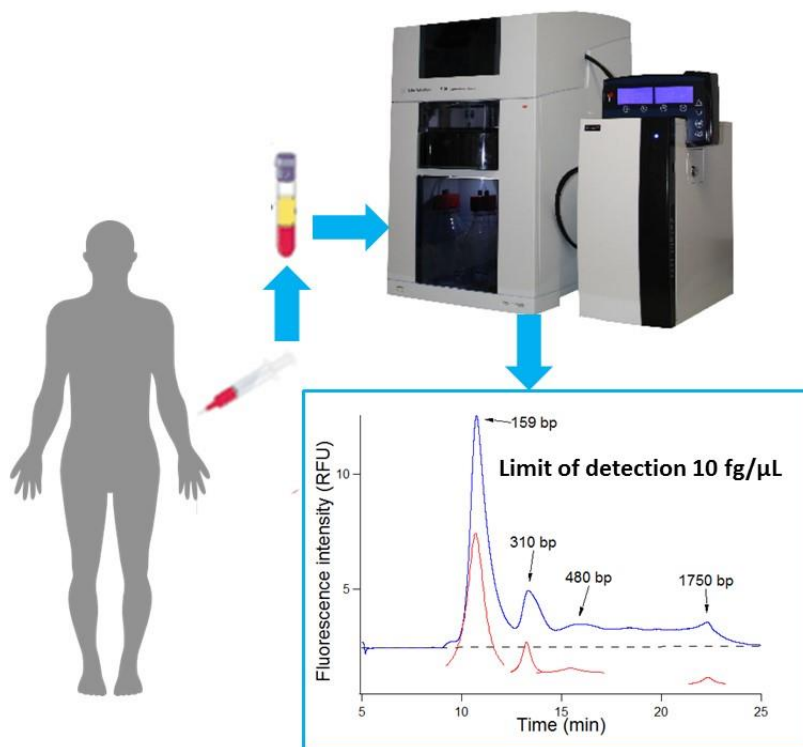 159 bp
Limit of detection 10 fg/µL
310 bp
480 bp
1750 bp
Fluorescence intensity (RFU)
10
5
5
10
15
20
25
Time (min)